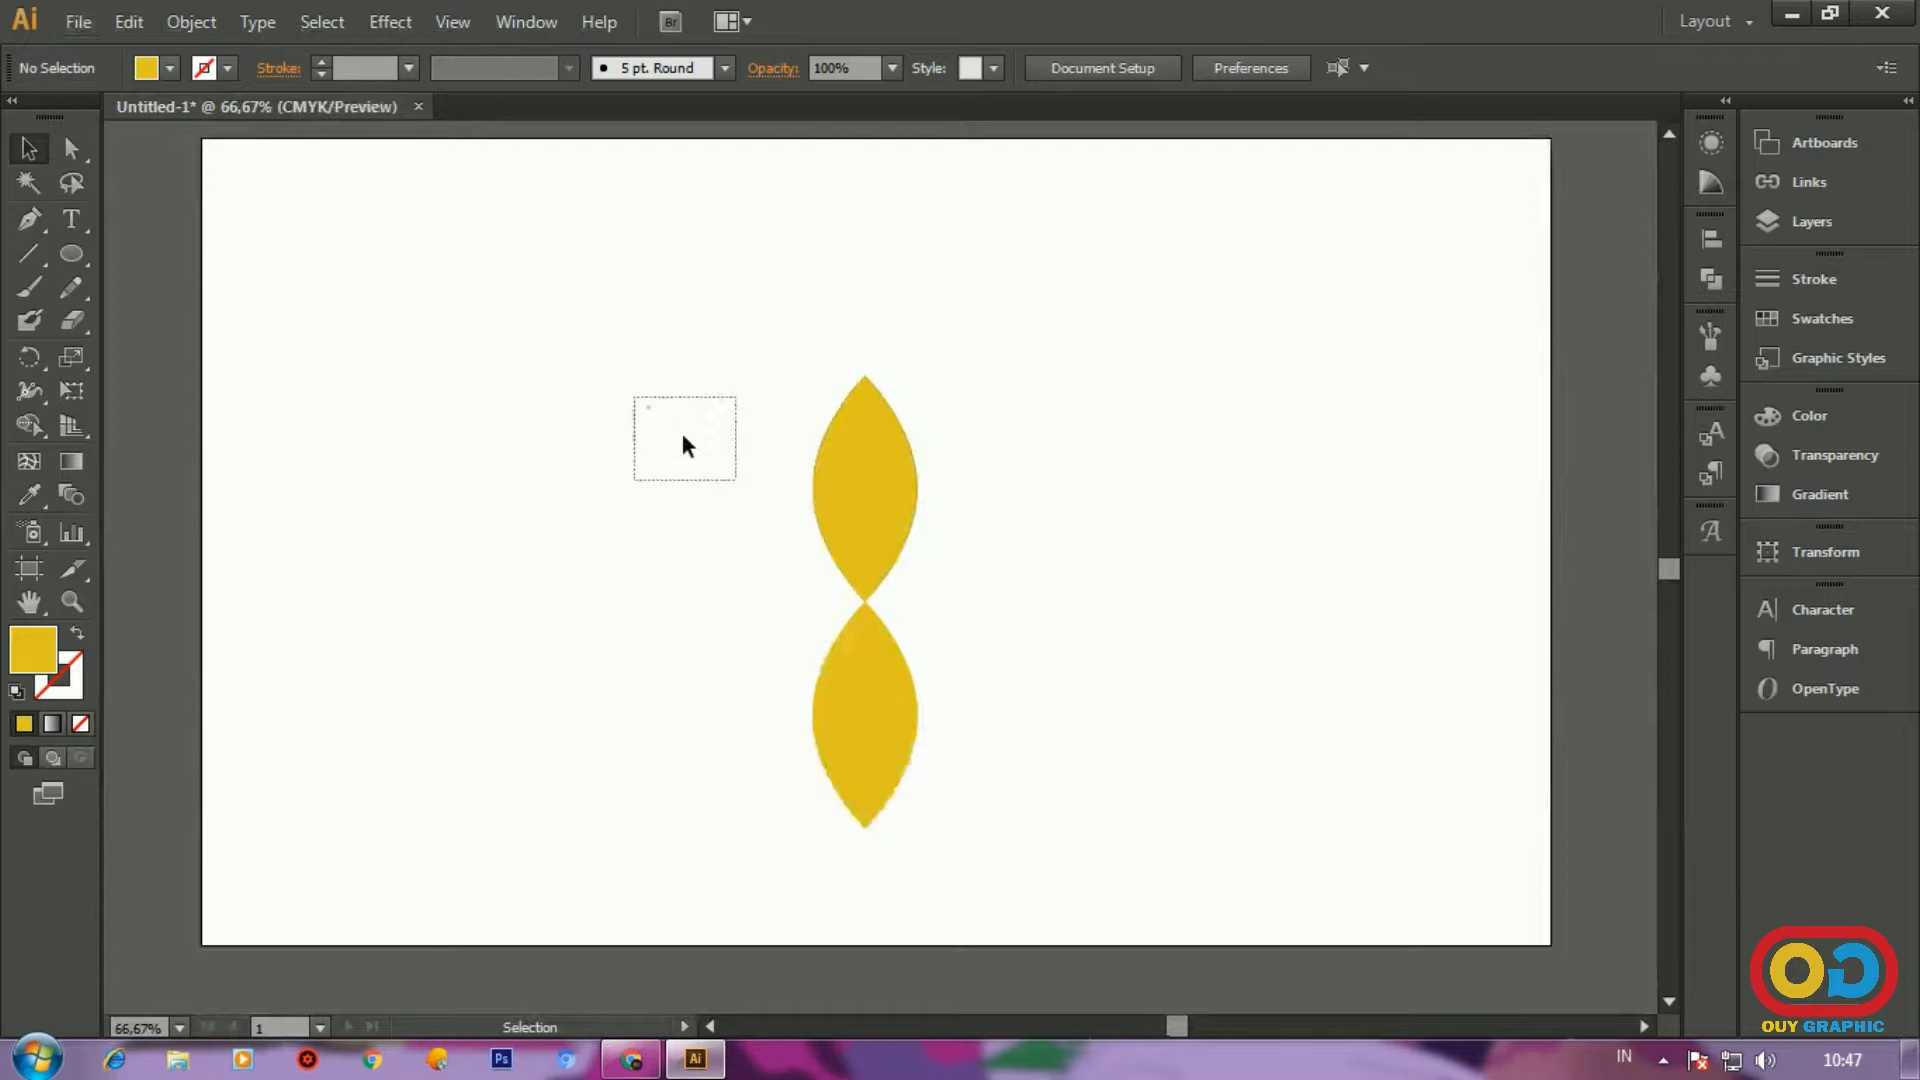 Ai File Edit Object Type Select Effect View Window Help Br Layout
No Selection Stroke: 5 pt. Round Opacity: 100% Style: Document Setup Preferences
Untitled-1* @ 66,67% (CMYK/Preview)
Artboards
Links
Layers
Stroke
Swatches
Graphic Styles
Color
Transparency
Gradient
Transform
Character
Paragraph
OpenType
OUY GRAPHIC
66,67% 1 Selection
Ps Ai IN 10:47